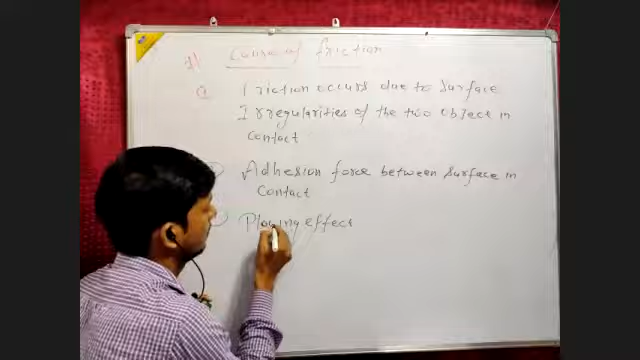 1) Cause of friction
Friction occurs due to surface
Irregularities of the two object in
contact
Adhesion force between surface in
Contact
Plowing effect